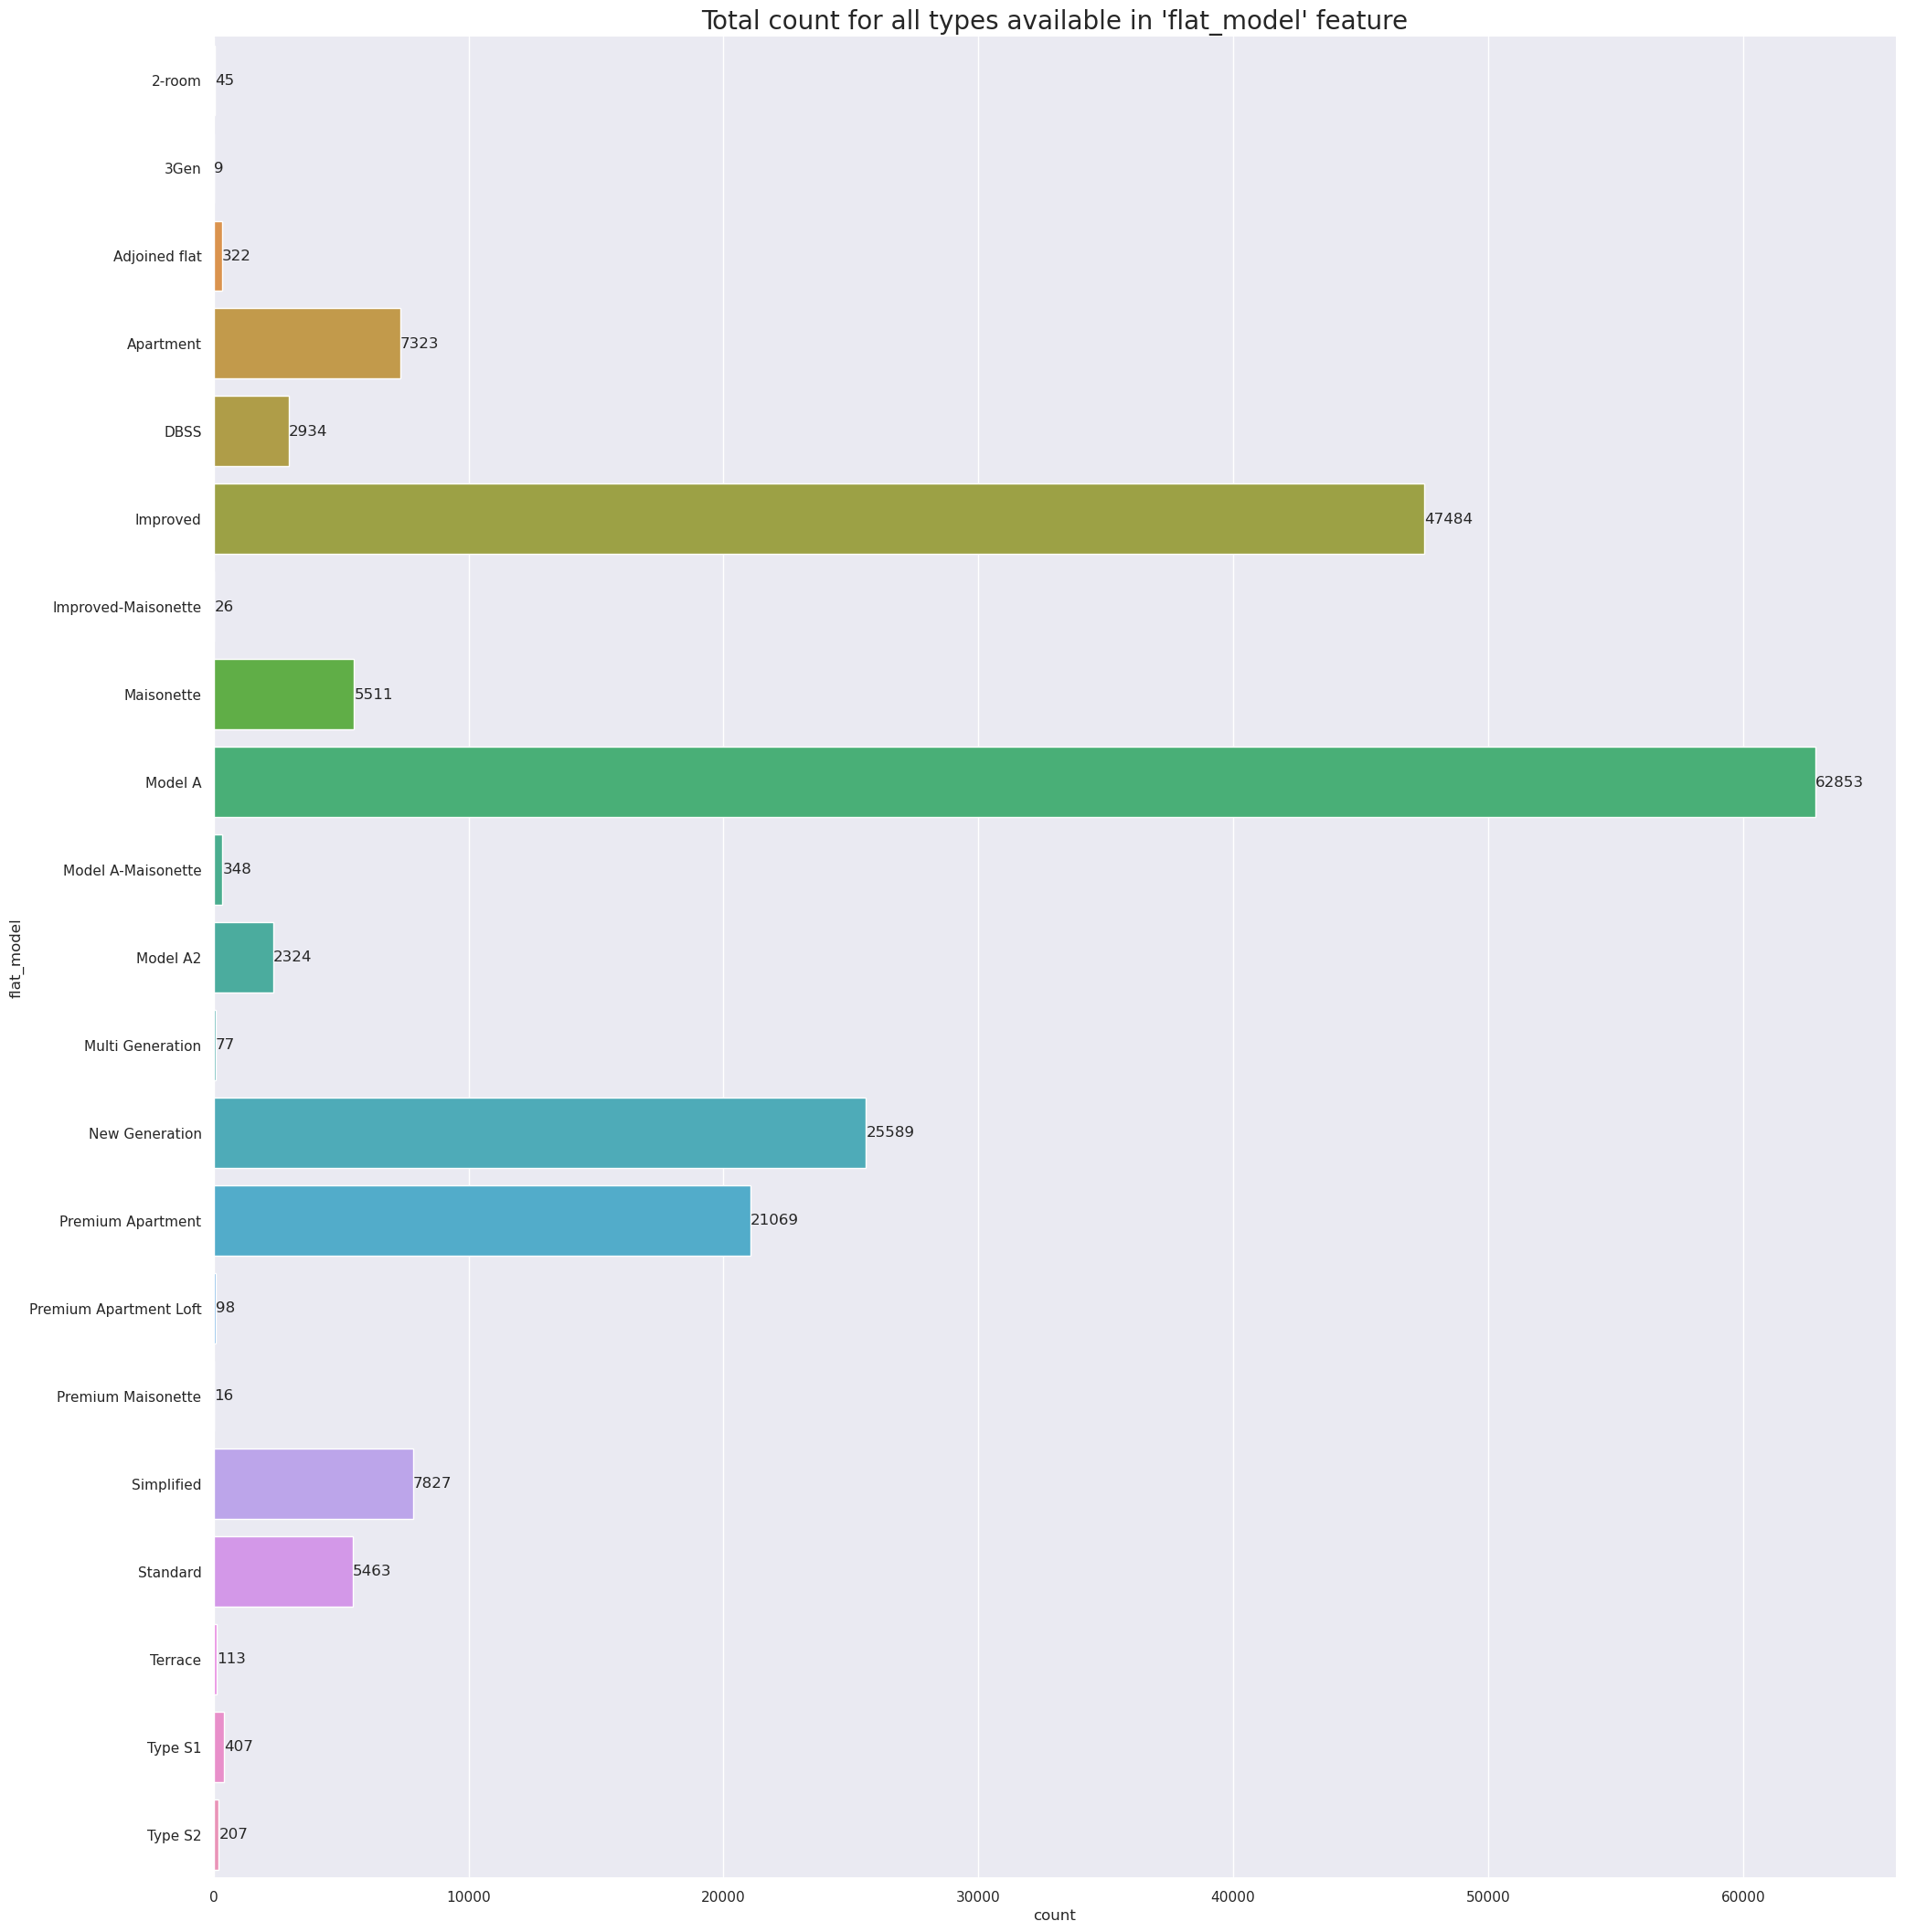 Total count for all types available in 'flat_model' feature
2-room 45
3Gen 9
Adjoined flat 322
Apartment 7323
DBSS 2934
Improved 47484
Improved-Maisonette 26
Maisonette 5511
Model A 62853
Model A-Maisonette 348
Model A2 2324
flat_model
Multi Generation 77
New Generation 25589
Premium Apartment 21069
Premium Apartment Loft 98
Premium Maisonette 16
Simplified 7827
Standard 5463
Terrace 113
Type S1 407
Type S2 207
0 10000 20000 30000 40000 50000 60000
count